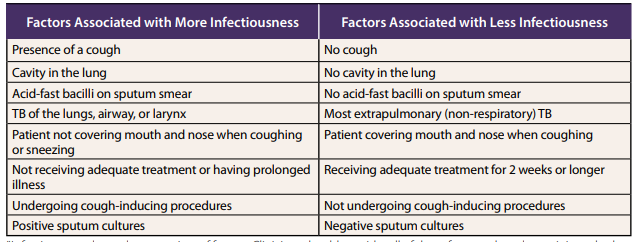 Factors Associated with More Infectiousness
Factors Associated with Less Infectiousness
Presence of a cough
No cough
Cavity in the lung
No cavity in the lung
Acid-fast bacilli on sputum smear
No acid-fast bacilli on sputum smear
TB of the lungs, airway, or larynx
Most extrapulmonary (non-respiratory) TB
Patient not covering mouth and nose when coughing
or sneezing
Patient covering mouth and nose when coughing
Not receiving adequate treatment or having prolonged
illness
Receiving adequate treatment for 2 weeks or longer
Undergoing cough-inducing procedures
Not undergoing cough-inducing procedures
Positive sputum cultures
Negative sputum cultures